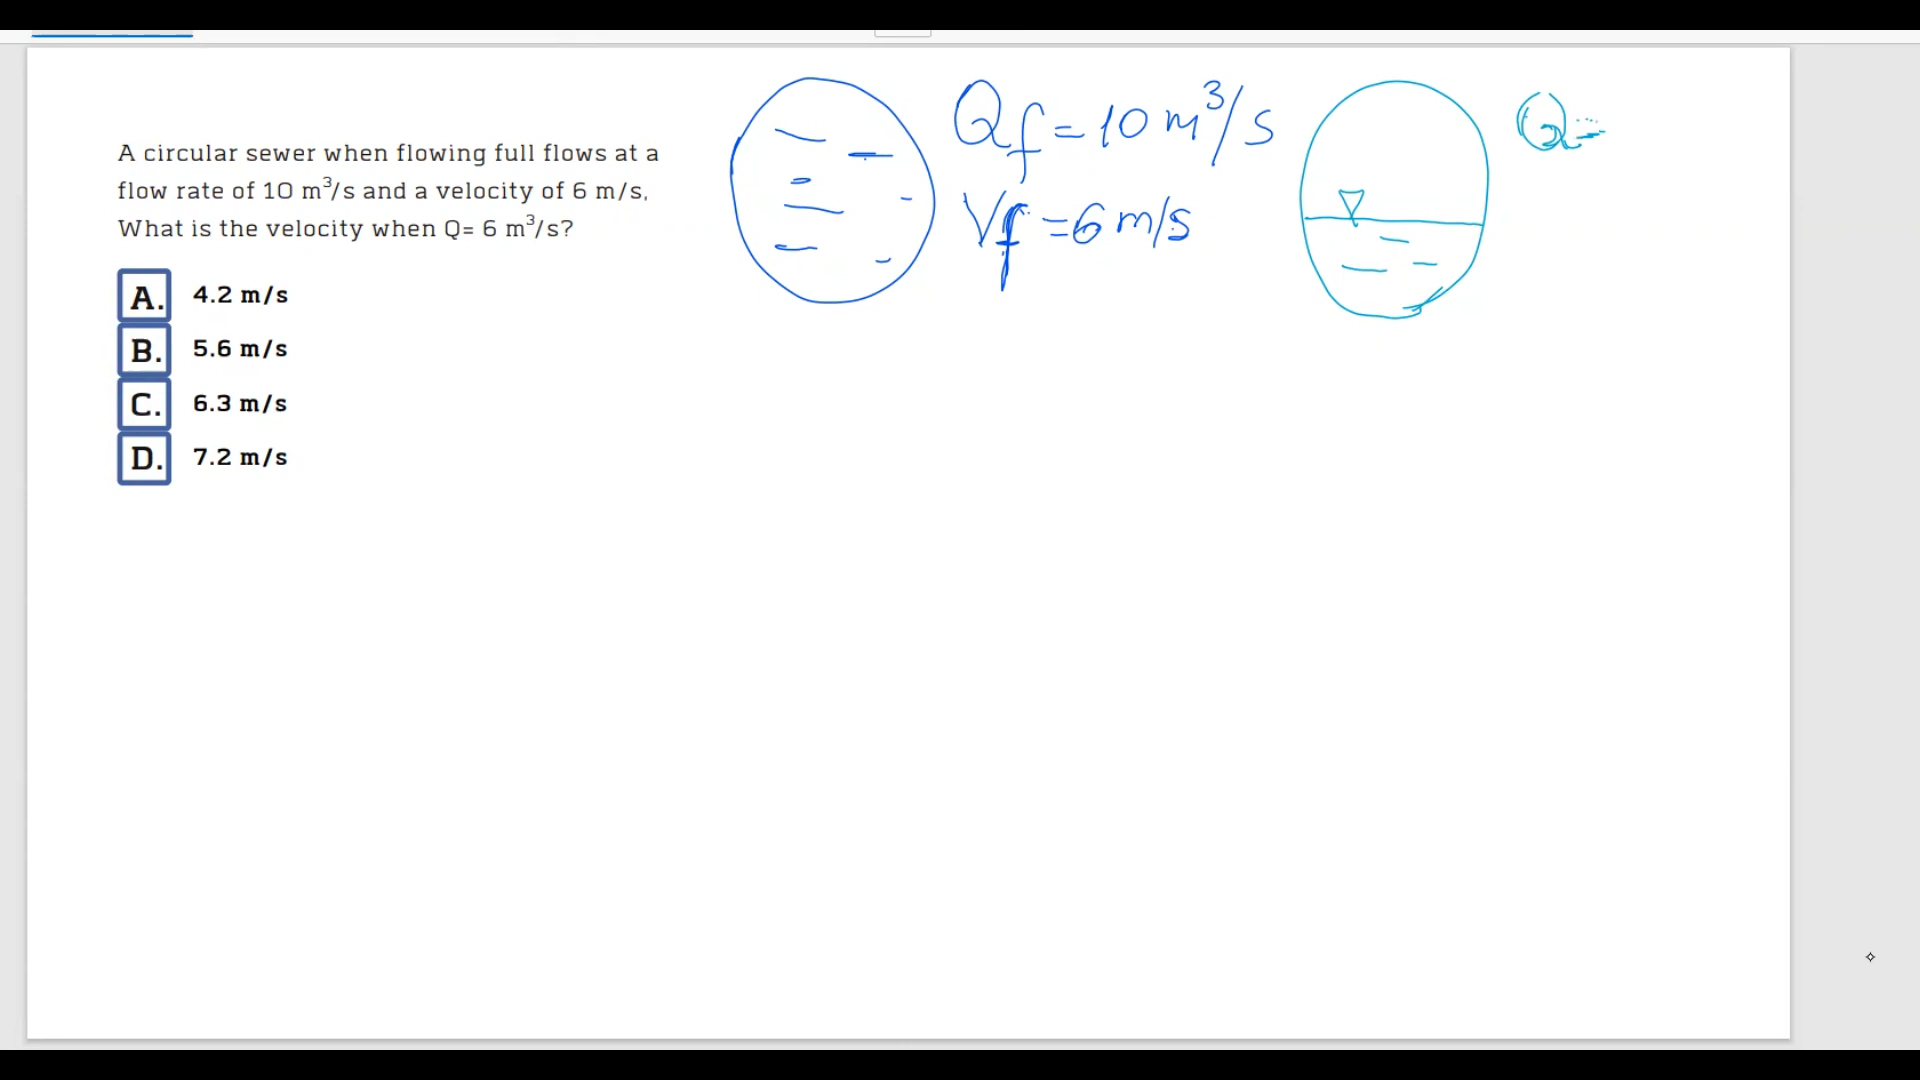 A circular sewer when flowing full flows at a
flow rate of 10 m³/s and a velocity of 6 m/s,
What is the velocity when Q= 6 m³/s?
A. 4.2 m/s
B. 5.6 m/s
C. 6.3 m/s
D. 7.2 m/s
Qf = 10 m³/s
Vf = 6 m/s
Q=